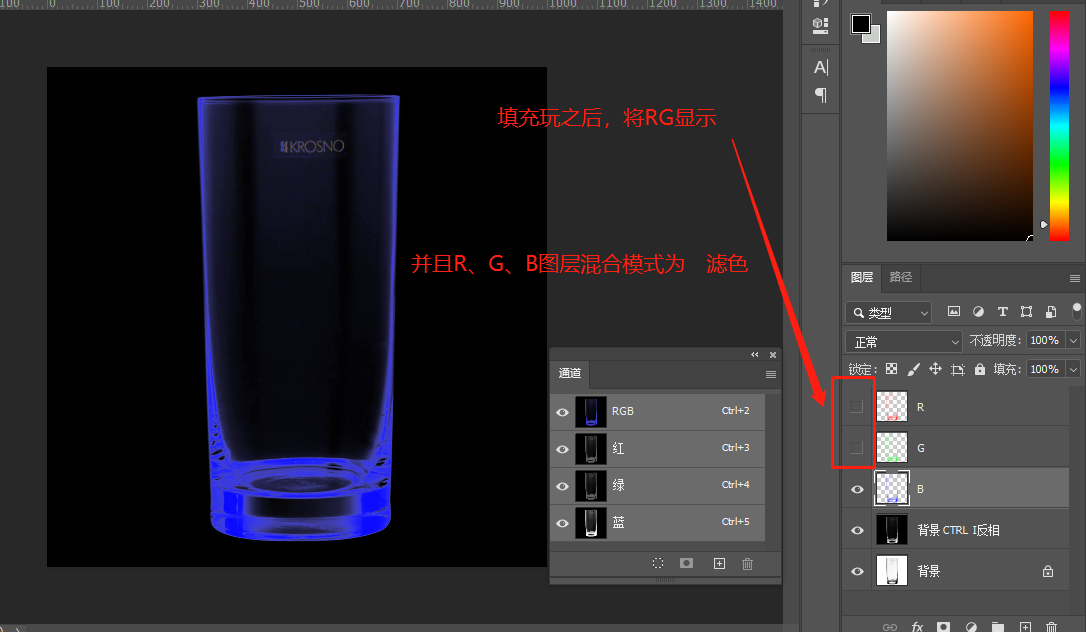 100 0 100 200 300 400 500 600 700 800 900 1000 1100 1200 1300 1400
KROSNO
填充玩之后，将RG显示
并且R、G、B图层混合模式为 滤色
A
图层 路径
类型
T
正常
不透明度: 100%
锁定:
填充: 100%
R
G
B
背景 CTRL I反相
背景
fx
通道
RGB Ctrl+2
红 Ctrl+3
绿 Ctrl+4
蓝 Ctrl+5